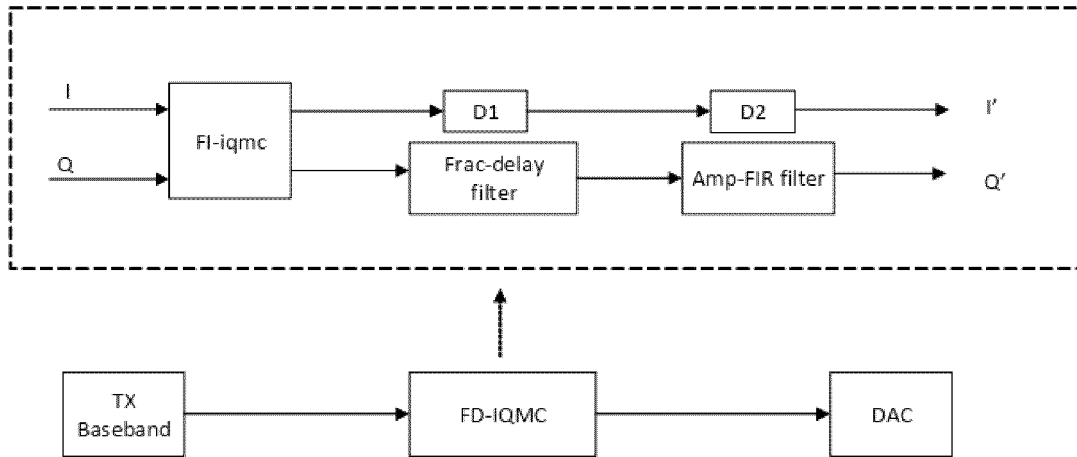 I
Q
FI-iqmc
D1
D2
Frac-delay
filter
Amp-FIR filter
I'
Q'
TX
Baseband
FD-iQMC
DAC